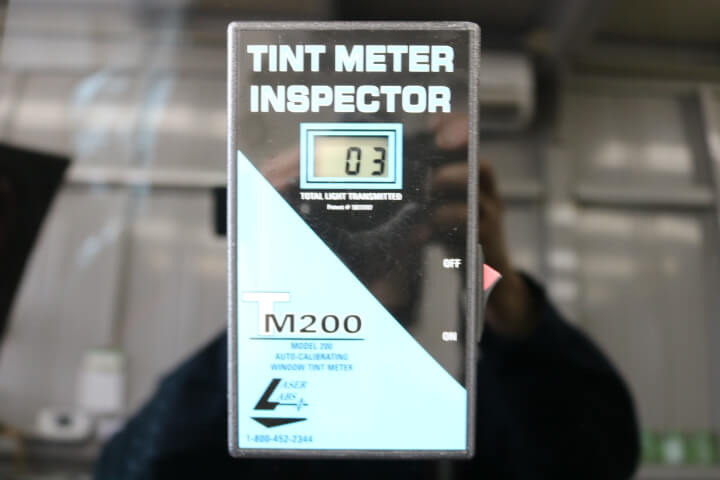 TINT METER
INSPECTOR
03
TOTAL LIGHT TRANSMITTED
OFF
TM200
ON
MODEL 200
AUTO-CALIBRATING
WINDOW TINT METER
LASER
LABS
1-800-452-2344